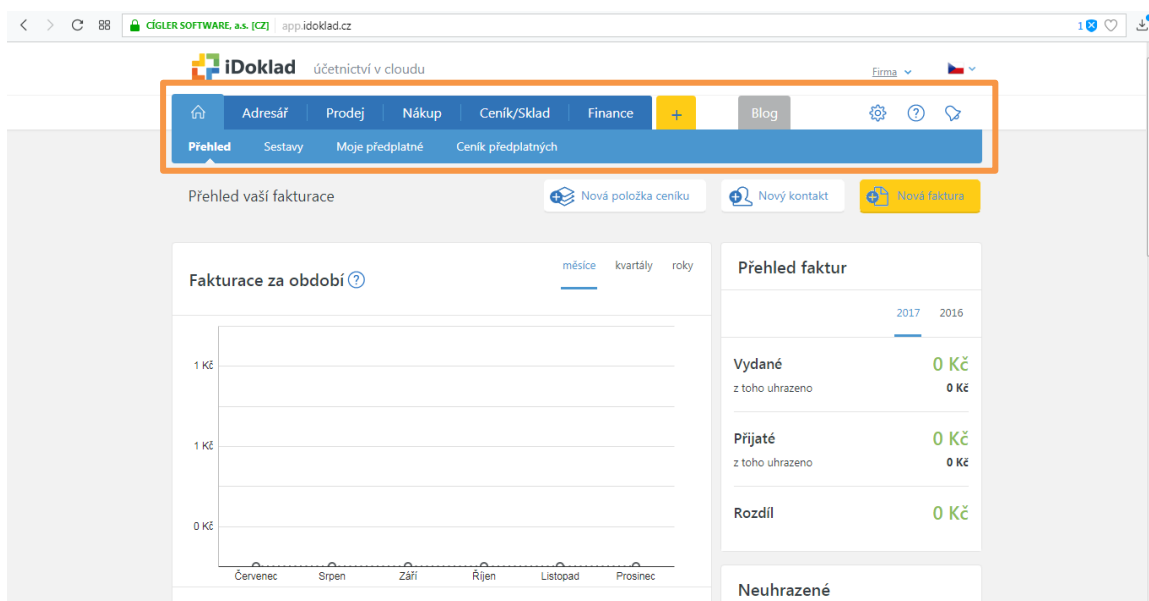 CÍGLER SOFTWARE, a.s. [CZ] app.idoklad.cz 1
iDoklad účetnictví v cloudu Firma
Adresář Prodej Nákup Ceník/Sklad Finance + Blog ?
Přehled Sestavy Moje předplatné Ceník předplatných
Přehled vaší fakturace Nová položka ceníku Nový kontakt Nová faktura
Fakturace za období ? měsíce kvartály roky
Přehled faktur
2017 2016
1 Kč
1 Kč
0 Kč
Červenec Srpen Září Říjen Listopad Prosinec
Vydané 0 Kč
z toho uhrazeno 0 Kč
Přijaté 0 Kč
z toho uhrazeno 0 Kč
Rozdíl 0 Kč
Neuhrazené